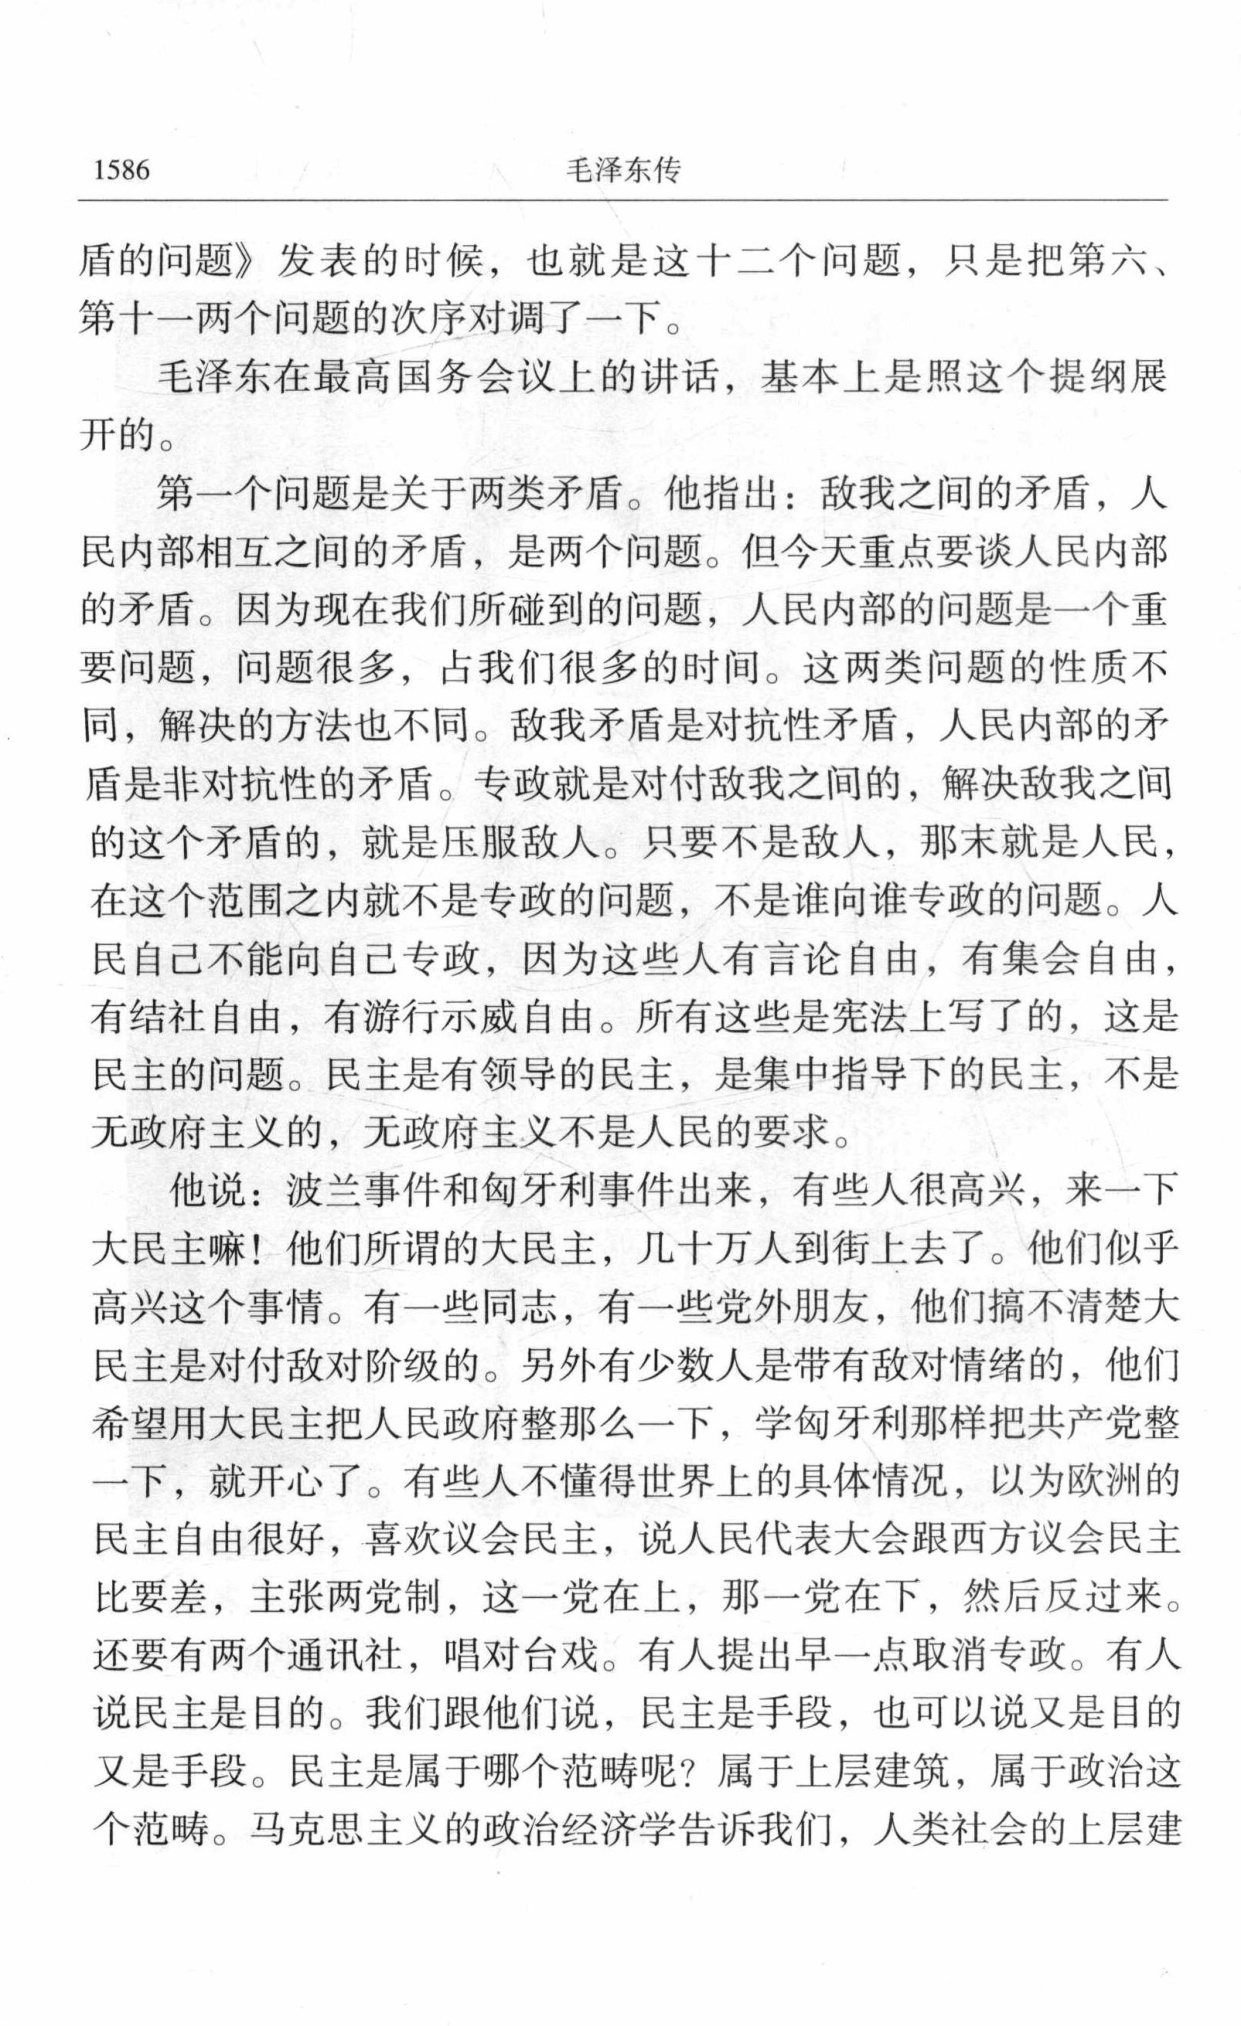 1586 毛泽东传
盾的问题》发表的时候，也就是这十二个问题，只是把第六、
第十一两个问题的次序对调了一下。
毛泽东在最高国务会议上的讲话，基本上是照这个提纲展
开的。
第一个问题是关于两类矛盾。他指出：敌我之间的矛盾，人
民内部相互之间的矛盾，是两个问题。但今天重点要谈人民内部
的矛盾。因为现在我们所碰到的问题，人民内部的问题是一个重
要问题，问题很多，占我们很多的时间。这两类问题的性质不
同，解决的方法也不同。敌我矛盾是对抗性矛盾，人民内部的矛
盾是非对抗性的矛盾。专政就是对付敌我之间的，解决敌我之间
的这个矛盾的，就是压服敌人。只要不是敌人，那末就是人民，
在这个范围之内就不是专政的问题，不是谁向谁专政的问题。人
民自己不能向自己专政，因为这些人有言论自由，有集会自由，
有结社自由，有游行示威自由。所有这些是宪法上写了的，这是
民主的问题。民主是有领导的民主，是集中指导下的民主，不是
无政府主义的，无政府主义不是人民的要求。
他说：波兰事件和匈牙利事件出来，有些人很高兴，来一下
大民主嘛！他们所谓的大民主，几十万人到街上去了。他们似乎
高兴这个事情。有一些同志，有一些党外朋友，他们搞不清楚大
民主是对付敌对阶级的。另外有少数人是带有敌对情绪的，他们
希望用大民主把人民政府整那么一下，学匈牙利那样把共产党整
一下，就开心了。有些人不懂得世界上的具体情况，以为欧洲的
民主自由很好，喜欢议会民主，说人民代表大会跟西方议会民主
比要差，主张两党制，这一党在上，那一党在下，然后反过来。
还要有两个通讯社，唱对台戏。有人提出早一点取消专政。有人
说民主是目的。我们跟他们说，民主是手段，也可以说又是目的
又是手段。民主是属于哪个范畴呢？属于上层建筑，属于政治这
个范畴。马克思主义的政治经济学告诉我们，人类社会的上层建